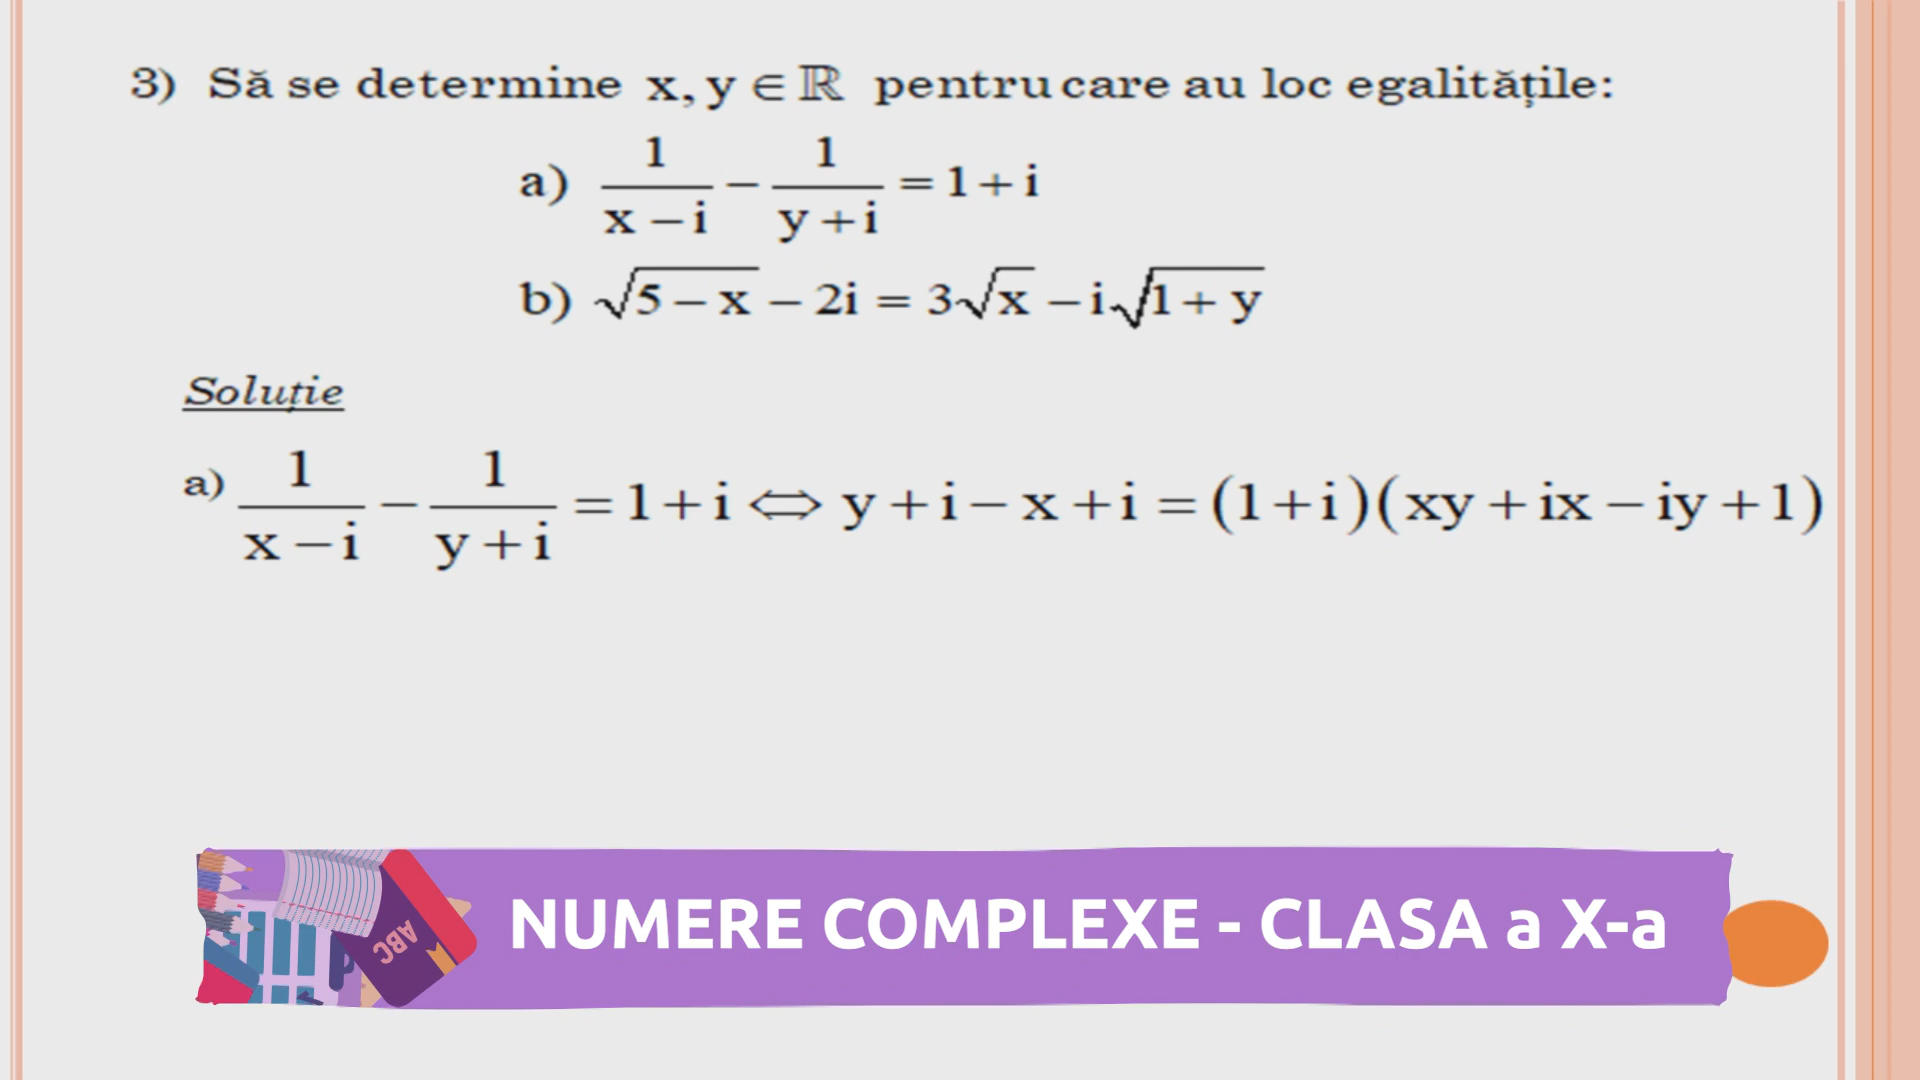 3) Să se determine x, y ∈ ℝ pentru care au loc egalitățile:
a) 1/(x − i) − 1/(y + i) = 1 + i
b) √(5 − x) − 2i = 3√x − i√(1 + y)
Soluție
a) 1/(x − i) − 1/(y + i) = 1 + i ⇔ y + i − x + i = (1 + i)(xy + ix − iy + 1)
ABC
NUMERE COMPLEXE - CLASA a X-a